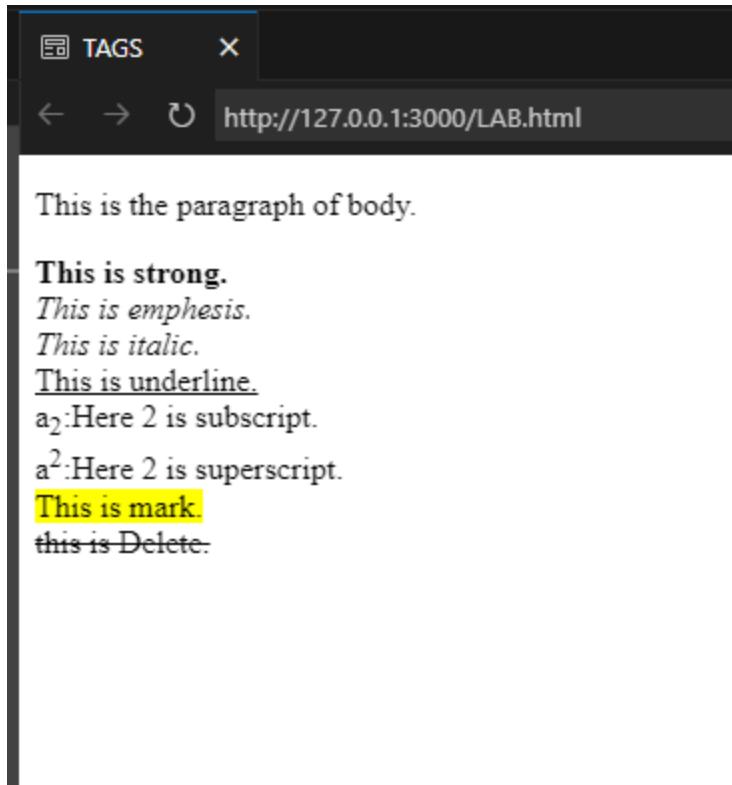 TAGS
http://127.0.0.1:3000/LAB.html
This is the paragraph of body.
This is strong.
This is emphesis.
This is italic.
This is underline.
a₂:Here 2 is subscript.
a²:Here 2 is superscript.
This is mark.
this is Delete.